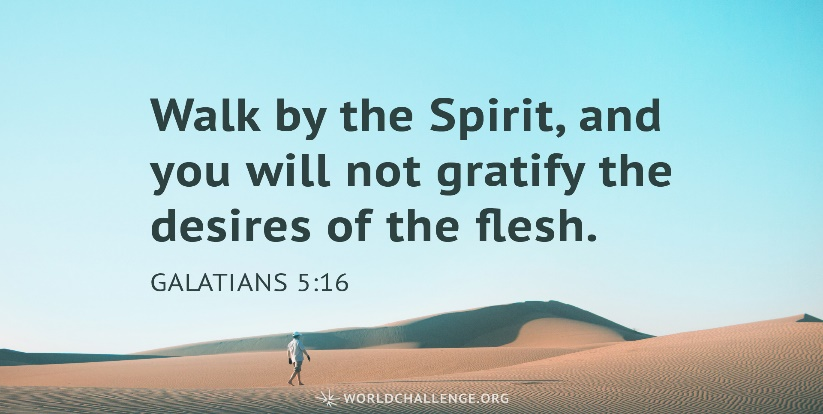 Walk by the Spirit, and
you will not gratify the
desires of the flesh.
GALATIANS 5:16
WORLDCHALLENGE.ORG